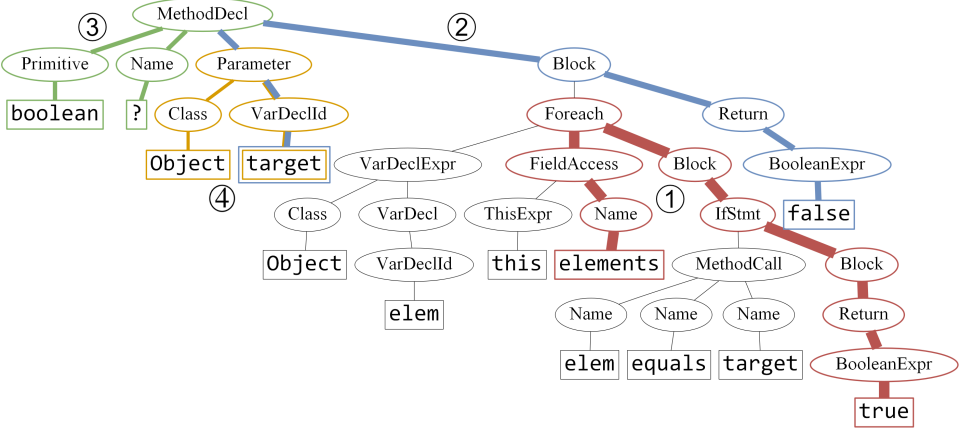 MethodDecl
③ ②
Primitive Name Parameter Block
boolean ? Class VarDeclId Foreach Return
Object target VarDeclExpr FieldAccess Block BooleanExpr
④ ①
Class VarDecl ThisExpr Name IfStmt false
Object VarDeclId this elements MethodCall Block
elem Name Name Name Return
elem equals target BooleanExpr
true